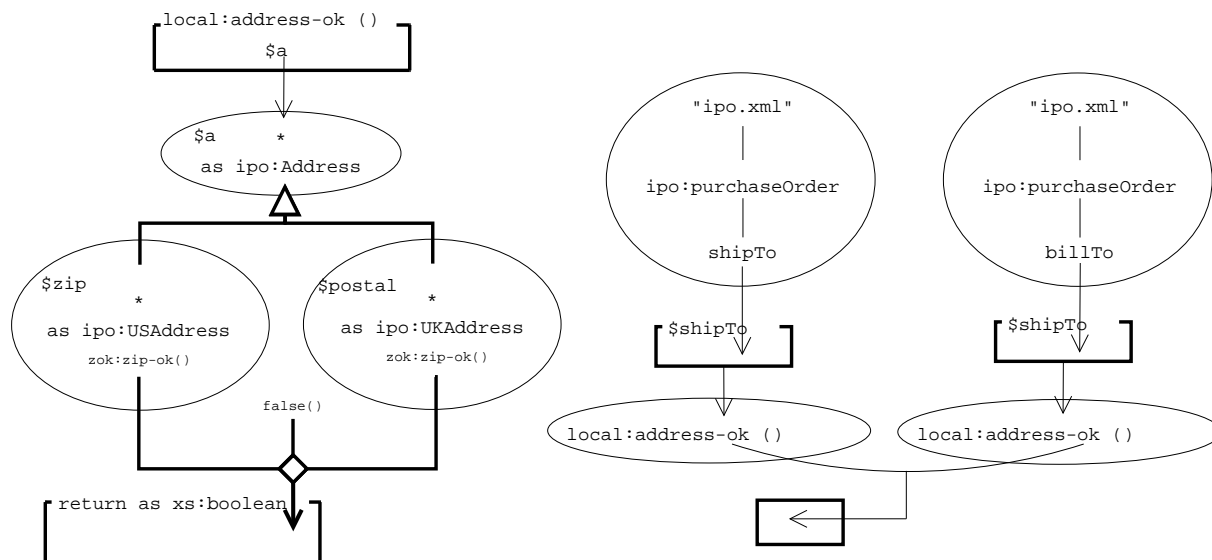 local:address-ok ()
$a
$a
*
as ipo:Address
$zip
*
as ipo:USAddress
zok:zip-ok()
$postal
*
as ipo:UKAddress
zok:zip-ok()
false()
return as xs:boolean
"ipo.xml"
ipo:purchaseOrder
shipTo
$shipTo
local:address-ok ()
"ipo.xml"
ipo:purchaseOrder
billTo
$shipTo
local:address-ok ()